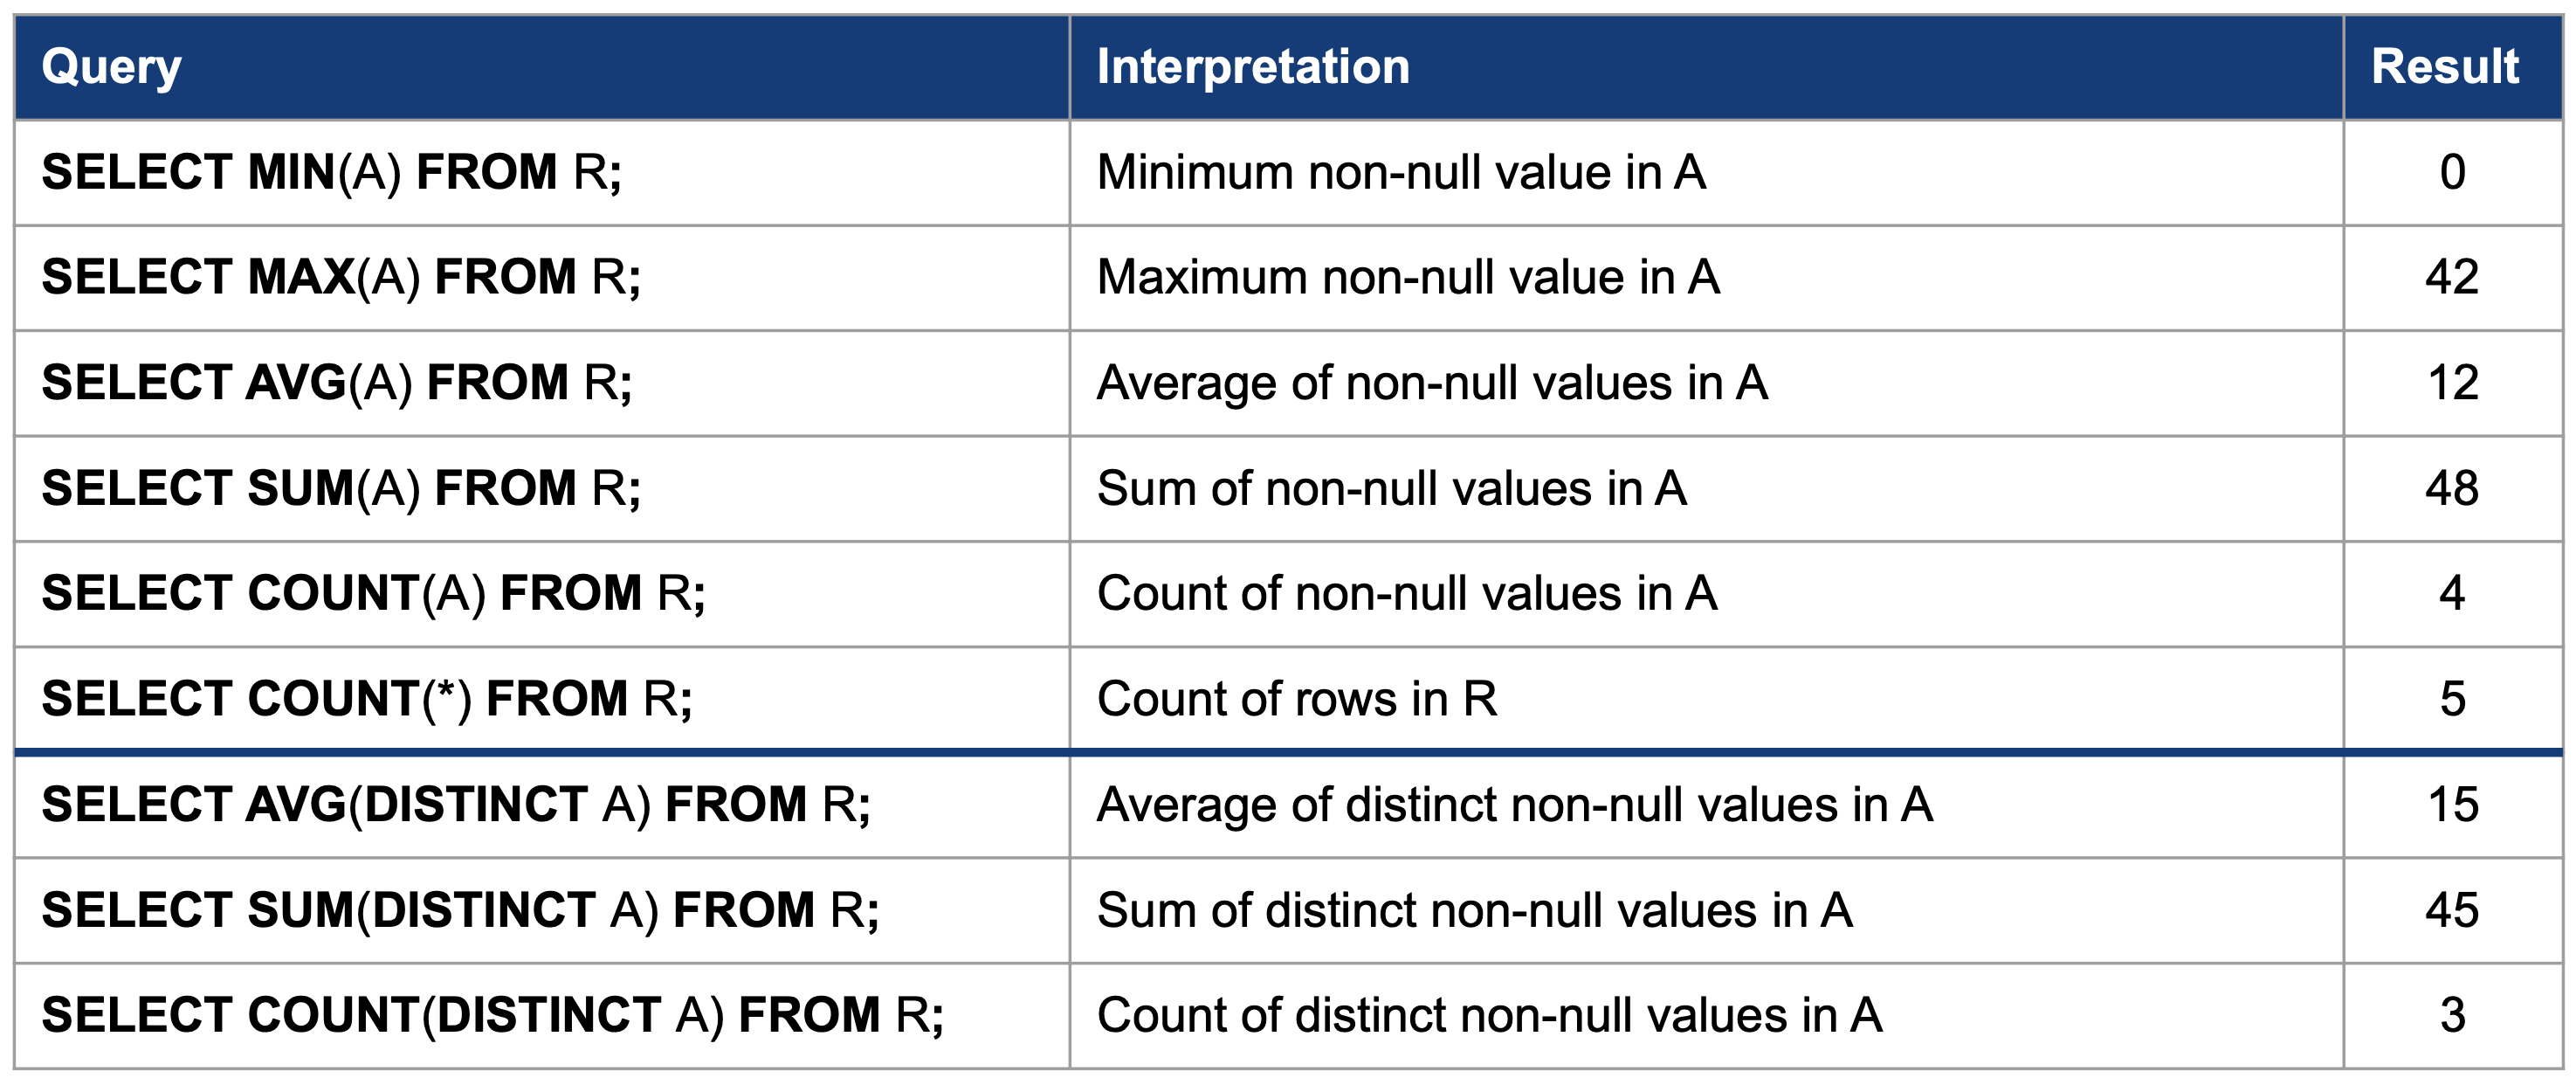 Query Interpretation Result
SELECT MIN(A) FROM R; Minimum non-null value in A 0
SELECT MAX(A) FROM R; Maximum non-null value in A 42
SELECT AVG(A) FROM R; Average of non-null values in A 12
SELECT SUM(A) FROM R; Sum of non-null values in A 48
SELECT COUNT(A) FROM R; Count of non-null values in A 4
SELECT COUNT(*) FROM R; Count of rows in R 5
SELECT AVG(DISTINCT A) FROM R; Average of distinct non-null values in A 15
SELECT SUM(DISTINCT A) FROM R; Sum of distinct non-null values in A 45
SELECT COUNT(DISTINCT A) FROM R; Count of distinct non-null values in A 3